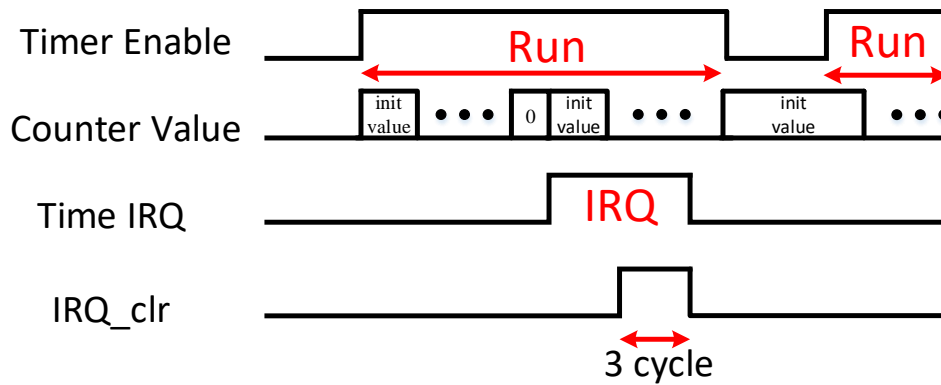 Timer Enable
Run
Run
Counter Value
init
value
0
init
value
init
value
Time IRQ
IRQ
IRQ_clr
3 cycle